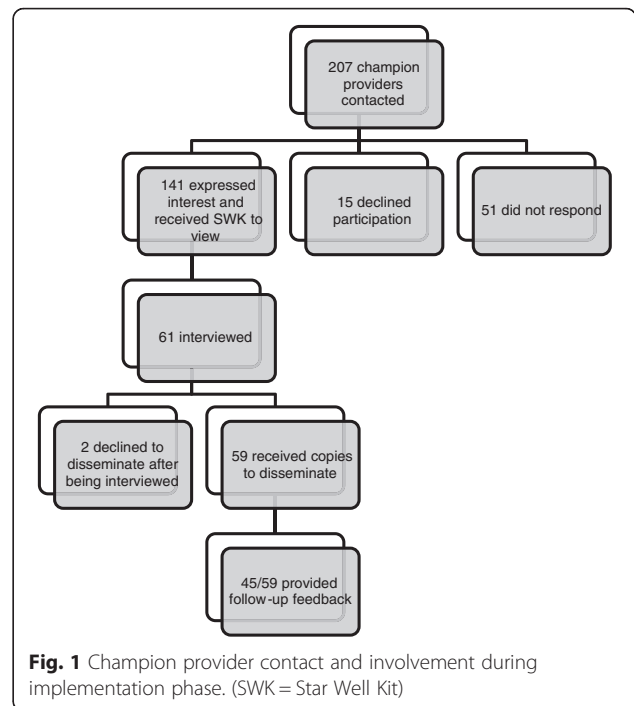 207 champion
providers
contacted
141 expressed
interest and
received SWK to
view
15 declined
participation
51 did not respond
61 interviewed
2 declined to
disseminate after
being interviewed
59 received copies
to disseminate
45/59 provided
follow-up feedback
Fig. 1 Champion provider contact and involvement during
implementation phase. (SWK = Star Well Kit)